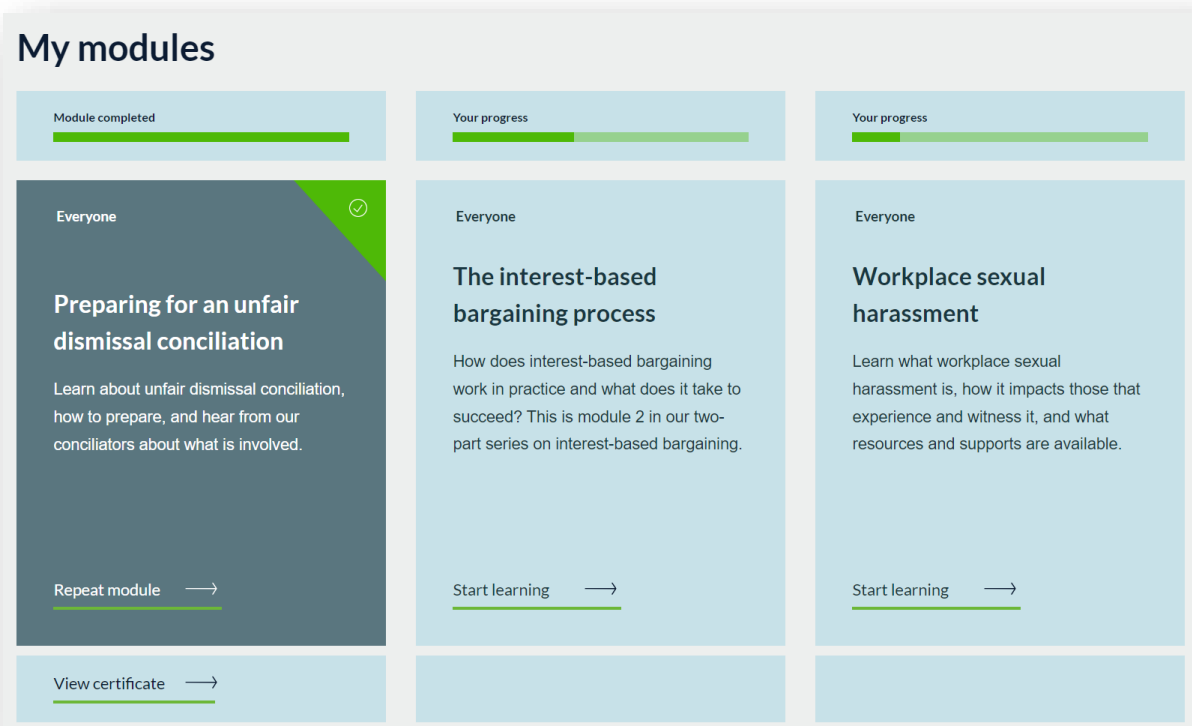 My modules
Module completed
Your progress
Your progress
Everyone
Preparing for an unfair
dismissal conciliation
Learn about unfair dismissal conciliation,
how to prepare, and hear from our
conciliators about what is involved.
Repeat module
View certificate
Everyone
The interest-based
bargaining process
How does interest-based bargaining
work in practice and what does it take to
succeed? This is module 2 in our two-
part series on interest-based bargaining.
Start learning
Everyone
Workplace sexual
harassment
Learn what workplace sexual
harassment is, how it impacts those that
experience and witness it, and what
resources and supports are available.
Start learning